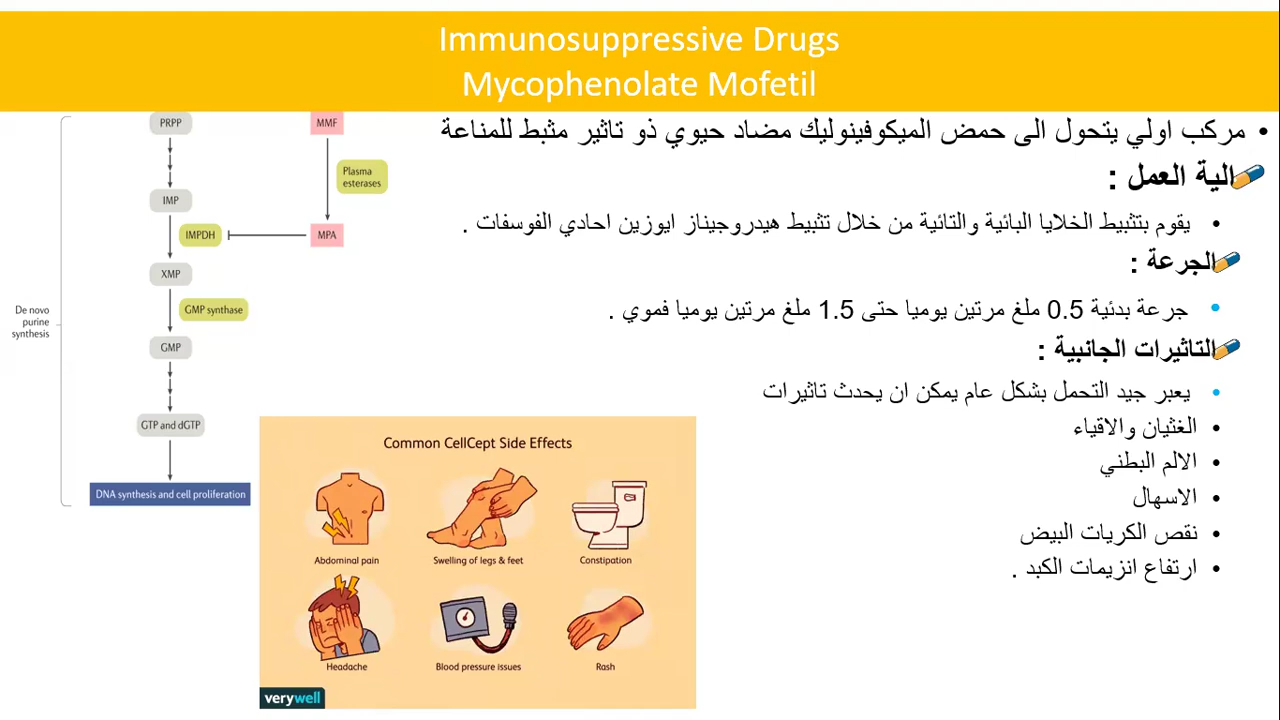 Immunosuppressive Drugs
Mycophenolate Mofetil
• مركب اولي يتحول الى حمض الميكوفينوليك مضاد حيوي ذو تاثير مثبط للمناعة
الية العمل :
• يقوم بتثبيط الخلايا البائية والتائية من خلال تثبيط هيدروجيناز ايوزين احادي الفوسفات .
الجرعة :
• جرعة بدئية 0.5 ملغ مرتين يوميا حتى 1.5 ملغ مرتين يوميا فموي .
التاثيرات الجانبية :
• يعبر جيد التحمل بشكل عام يمكن ان يحدث تاثيرات
• الغثيان والاقياء
• الالم البطني
• الاسهال
• نقص الكريات البيض
• ارتفاع انزيمات الكبد .
PRPP
MMF
Plasma
esterases
IMP
IMPDH
MPA
XMP
GMP synthase
De novo
purine
synthesis
GMP
GTP and dGTP
DNA synthesis and cell proliferation
Common CellCept Side Effects
Abdominal pain
Swelling of legs & feet
Constipation
Headache
Blood pressure issues
Rash
verywell